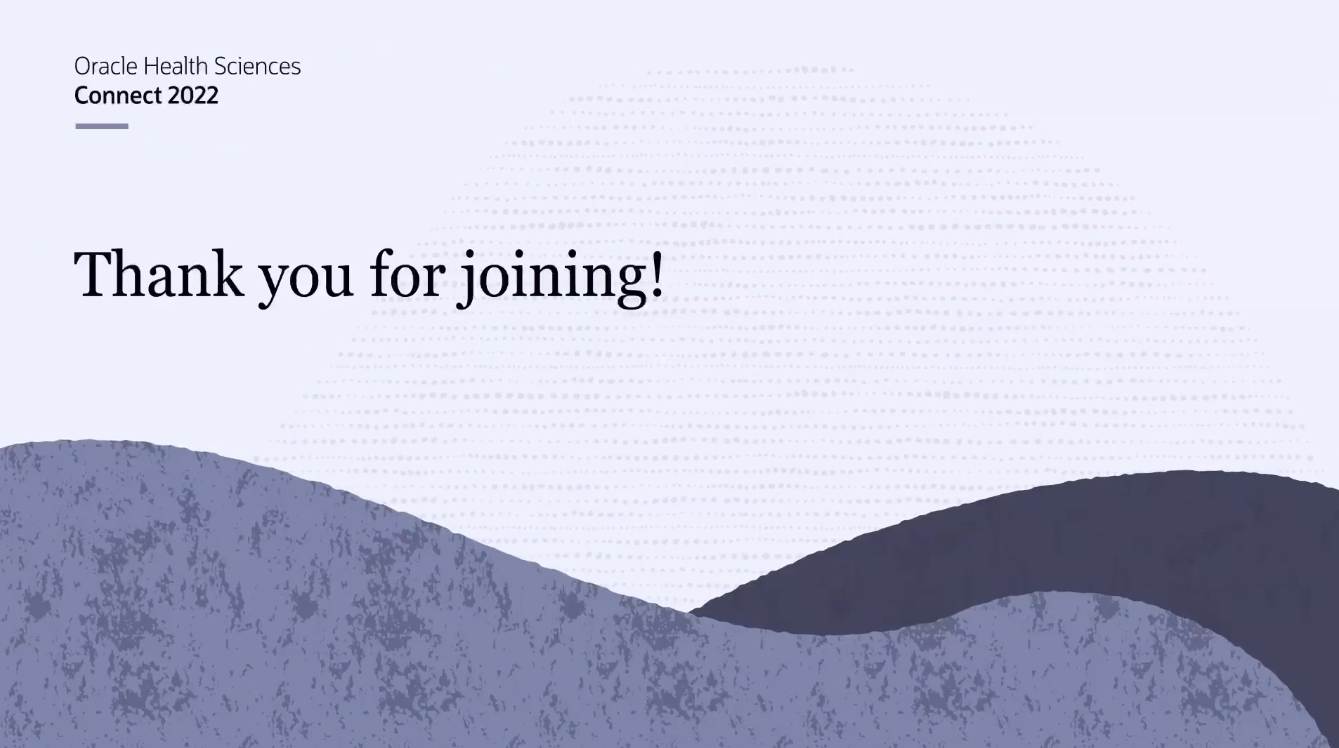 Oracle Health Sciences
Connect 2022
Thank you for joining!